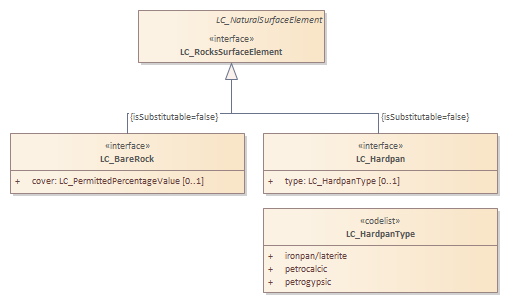 LC_NaturalSurfaceElement
«interface»
LC_RocksSurfaceElement
{isSubstitutable=false}
{isSubstitutable=false}
«interface»
LC_BareRock
+ cover: LC_PermittedPercentageValue [0..1]
«interface»
LC_Hardpan
+ type: LC_HardpanType [0..1]
«codelist»
LC_HardpanType
+ ironpan/laterite
+ petrocalcic
+ petrogypsic